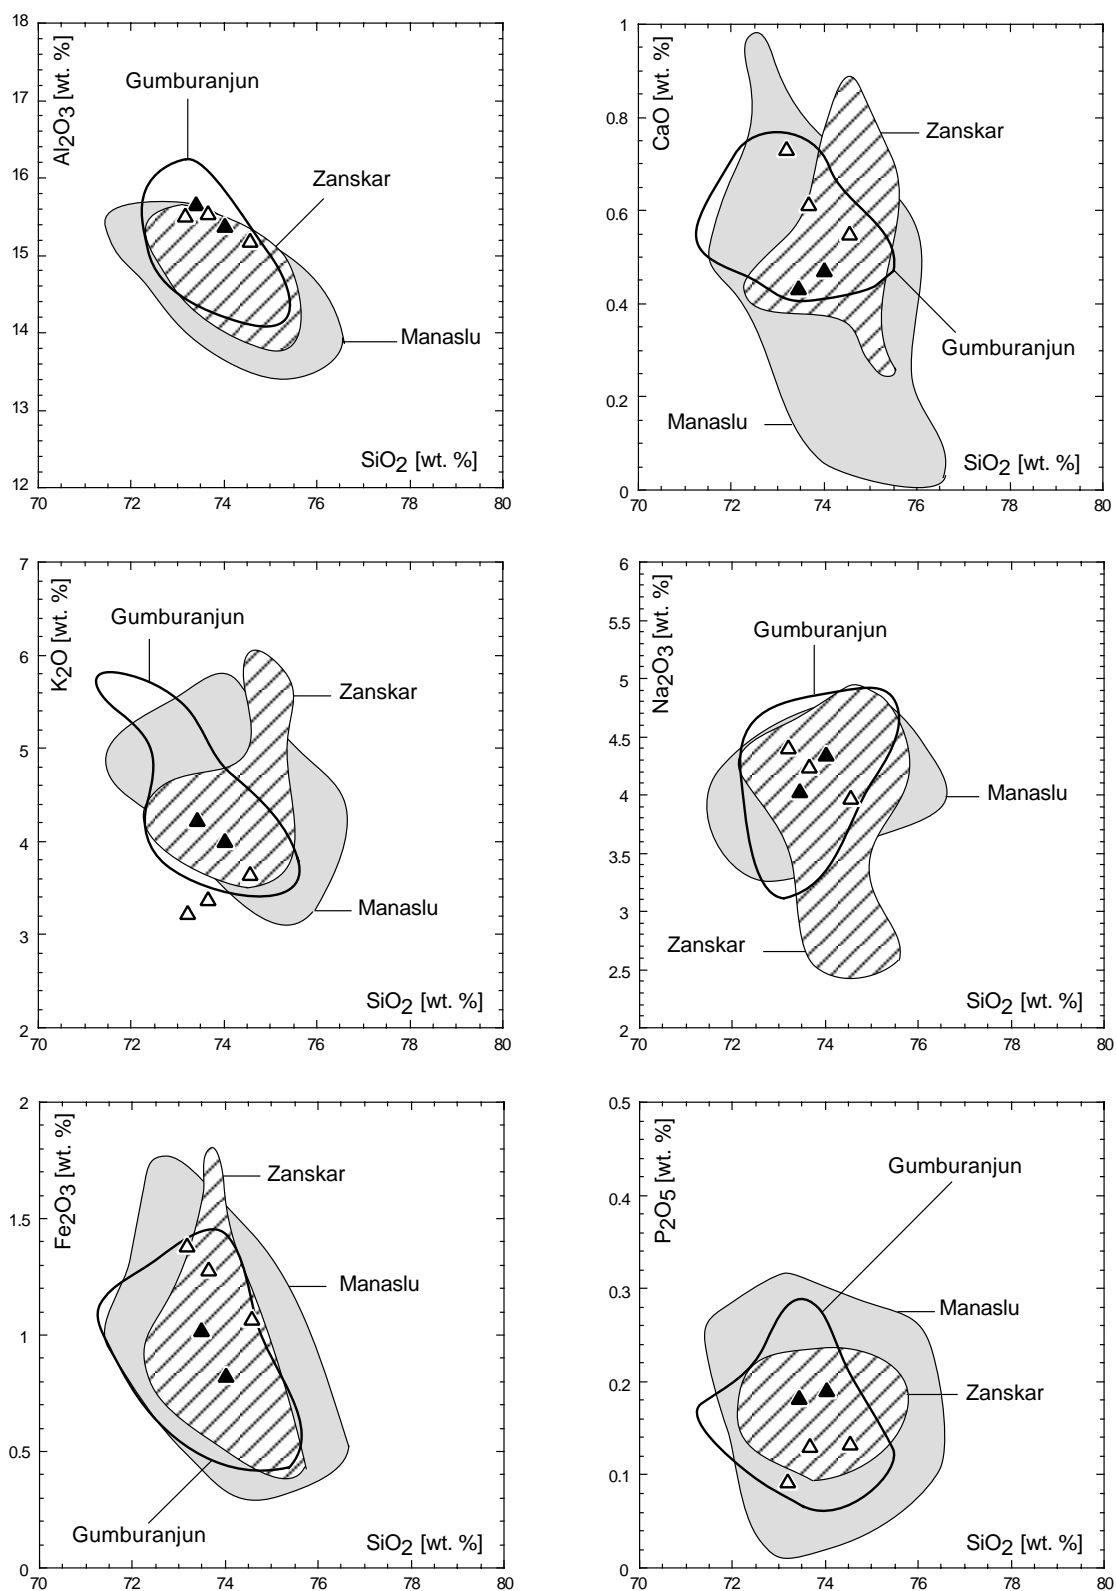 18
17
16
15
14
13
12
Al2O3 [wt. %]
Gumburanjun
Zanskar
Manaslu
SiO2 [wt. %]
70 72 74 76 78 80
1
0.8
0.6
0.4
0.2
0
CaO [wt. %]
Zanskar
Gumburanjun
Manaslu
SiO2 [wt. %]
70 72 74 76 78 80
7
6
5
4
3
2
K2O [wt. %]
Gumburanjun
Zanskar
Manaslu
SiO2 [wt. %]
70 72 74 76 78 80
6
5.5
5
4.5
4
3.5
3
2.5
2
Na2O3 [wt. %]
Gumburanjun
Manaslu
Zanskar
SiO2 [wt. %]
70 72 74 76 78 80
2
1.5
1
0.5
0
Fe2O3 [wt. %]
Zanskar
Manaslu
Gumburanjun
SiO2 [wt. %]
70 72 74 76 78 80
0.5
0.4
0.3
0.2
0.1
0
P2O5 [wt. %]
Gumburanjun
Manaslu
Zanskar
SiO2 [wt. %]
70 72 74 76 78 80